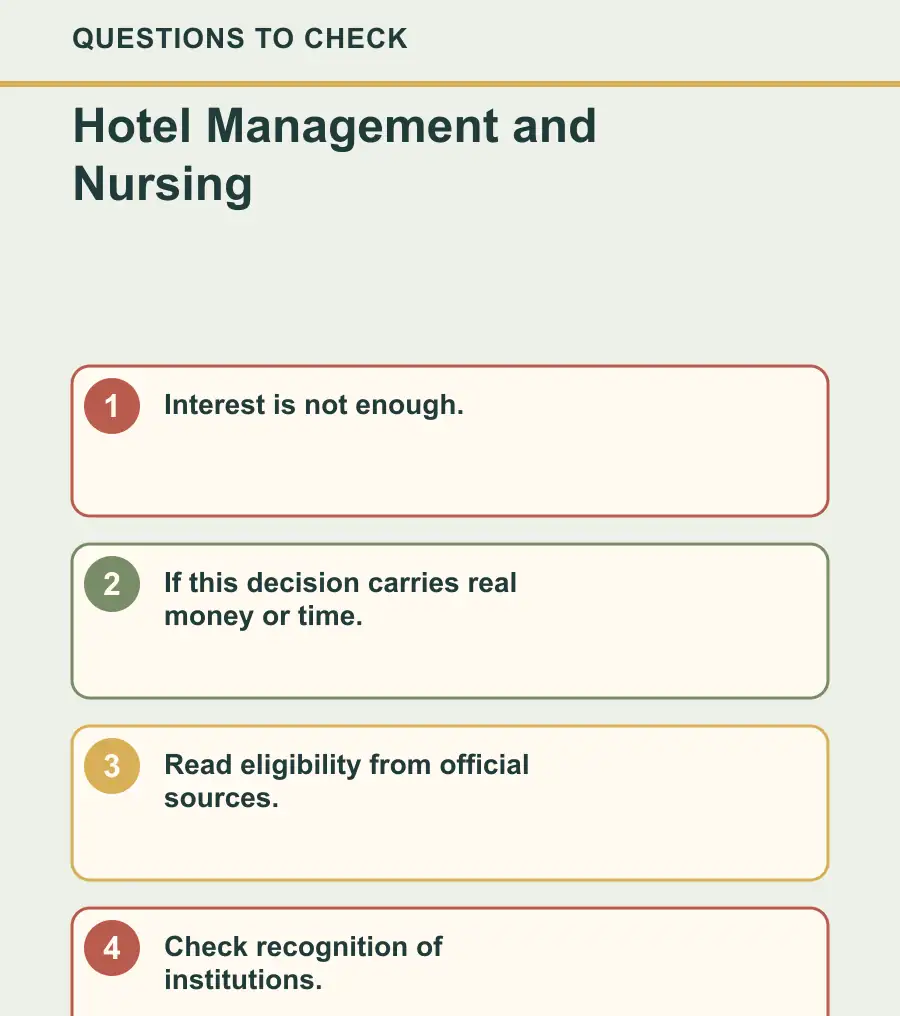 QUESTIONS TO CHECK
Hotel Management and
Nursing
1
Interest is not enough.
2
If this decision carries real
money or time.
3
Read eligibility from official
sources.
4
Check recognition of
institutions.